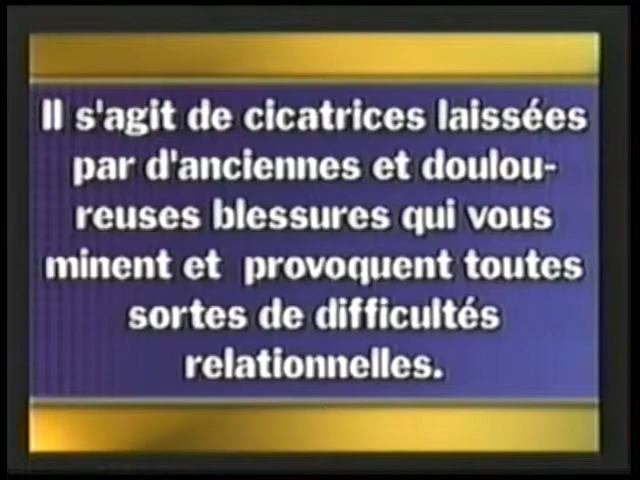 Il s'agit de cicatrices laissées
par d'anciennes et doulou-
reuses blessures qui vous
minent et provoquent toutes
sortes de difficultés
relationnelles.